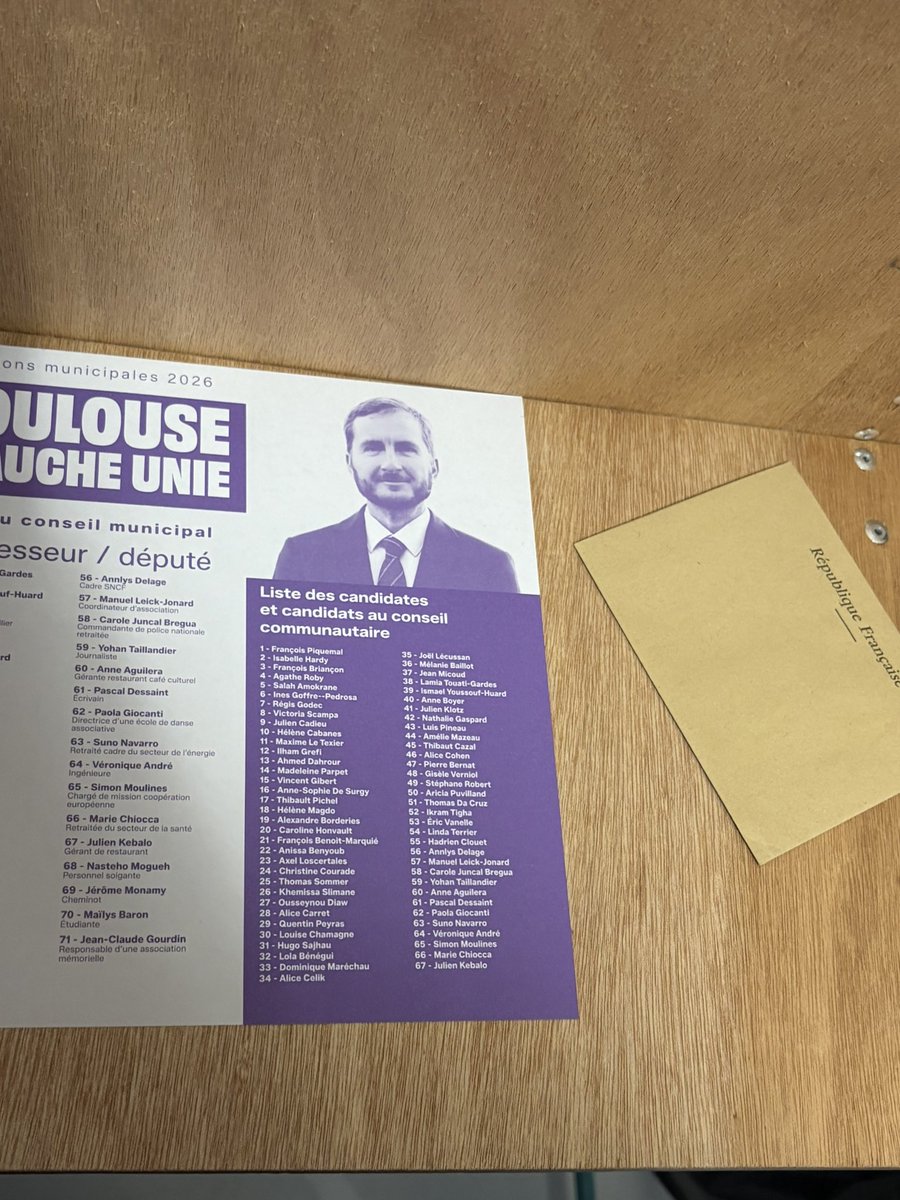 ons municipales 2026
OULOUSE
AUCHE UNIE
u conseil municipal
esseur / député
Gardes
uf-Huard
llier
rd
56 - Annlys Delage
Cadre SNCF
57 - Manuel Leick-Jonard
Coordinateur d'association
58 - Carole Juncal Bregua
Commandante de police nationale
retraitée
59 - Yohan Taillandier
Journaliste
60 - Anne Aguilera
Gérante restaurant café culturel
61 - Pascal Dessaint
Écrivain
62 - Paola Giocanti
Directrice d'une école de danse
associative
63 - Suno Navarro
Retraité cadre du secteur de l'énergie
64 - Véronique André
Ingénieure
65 - Simon Moulines
Chargé de mission coopération
européenne
66 - Marie Chiocca
Retraitée du secteur de la santé
67 - Julien Kebalo
Gérant de restaurant
68 - Nasteho Mogueh
Personnel soignant
69 - Jérôme Monamy
Cheminot
70 - Maïlys Baron
Étudiante
71 - Jean-Claude Gourdin
Responsable d'une association
mémorielle
Liste des candidates
et candidats au conseil
communautaire
1 - François Piquemal
2 - Isabelle Hardy
3 - François Briançon
4 - Agathe Roby
5 - Salah Amokrane
6 - Ines Goffre--Pedrosa
7 - Régis Godec
8 - Victoria Scampa
9 - Julien Cadieu
10 - Hélène Cabanes
11 - Maxime Le Texier
12 - Ilham Grefi
13 - Ahmed Dahrour
14 - Madeleine Parpet
15 - Vincent Gibert
16 - Anne-Sophie De Surgy
17 - Thibault Pichel
18 - Hélène Magdo
19 - Alexandre Borderies
20 - Caroline Honvault
21 - François Benoit-Marquié
22 - Anissa Benyoub
23 - Axel Loscertales
24 - Christine Courade
25 - Thomas Sommer
26 - Khemissa Slimane
27 - Ousseynou Diaw
28 - Alice Carret
29 - Quentin Peyras
30 - Louise Chamagne
31 - Hugo Sajhau
32 - Lola Bénégui
33 - Dominique Maréchau
34 - Alice Celik
35 - Joël Lécussan
36 - Mélanie Baillot
37 - Jean Micoud
38 - Lamia Touati-Gardes
39 - Ismael Youssouf-Huard
40 - Anne Boyer
41 - Julien Klotz
42 - Nathalie Gaspard
43 - Luis Pineau
44 - Amélie Mazeau
45 - Thibaut Cazal
46 - Alice Cohen
47 - Pierre Bernat
48 - Gisèle Verniol
49 - Stéphane Robert
50 - Aricia Puvilland
51 - Thomas Da Cruz
52 - Ikram Tigha
53 - Éric Vanelle
54 - Linda Terrier
55 - Hadrien Clouet
56 - Annlys Delage
57 - Manuel Leick-Jonard
58 - Carole Juncal Bregua
59 - Yohan Taillandier
60 - Anne Aguilera
61 - Pascal Dessaint
62 - Paola Giocanti
63 - Suno Navarro
64 - Véronique André
65 - Simon Moulines
66 - Marie Chiocca
67 - Julien Kebalo
République Française